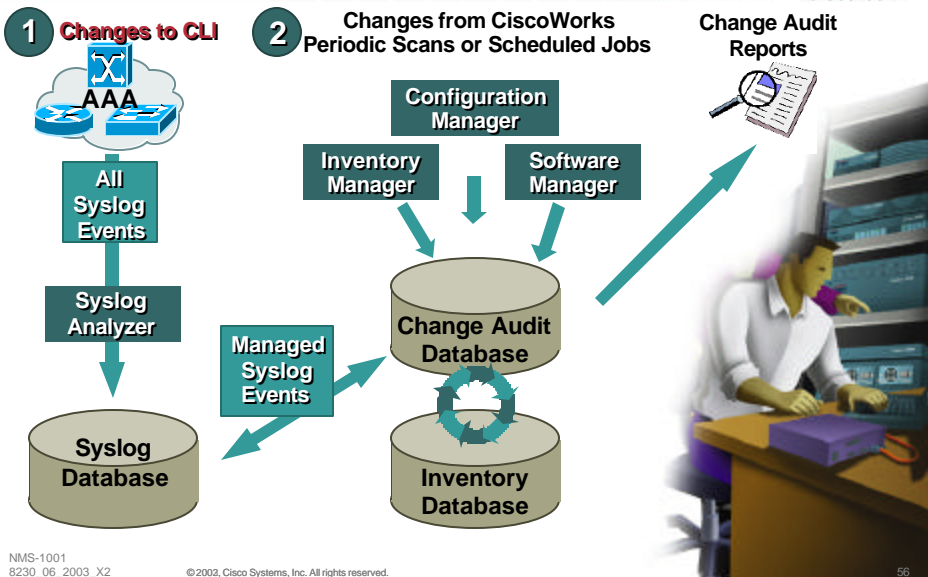 1
Changes to CLI
AAA
All
Syslog
Events
Syslog
Analyzer
Syslog
Database
2
Changes from CiscoWorks
Periodic Scans or Scheduled Jobs
Configuration
Manager
Inventory
Manager
Software
Manager
Managed
Syslog
Events
Change Audit
Database
Inventory
Database
Change Audit
Reports
NMS-1001
8230_06_2003_X2
© 2003, Cisco Systems, Inc. All rights reserved.
56